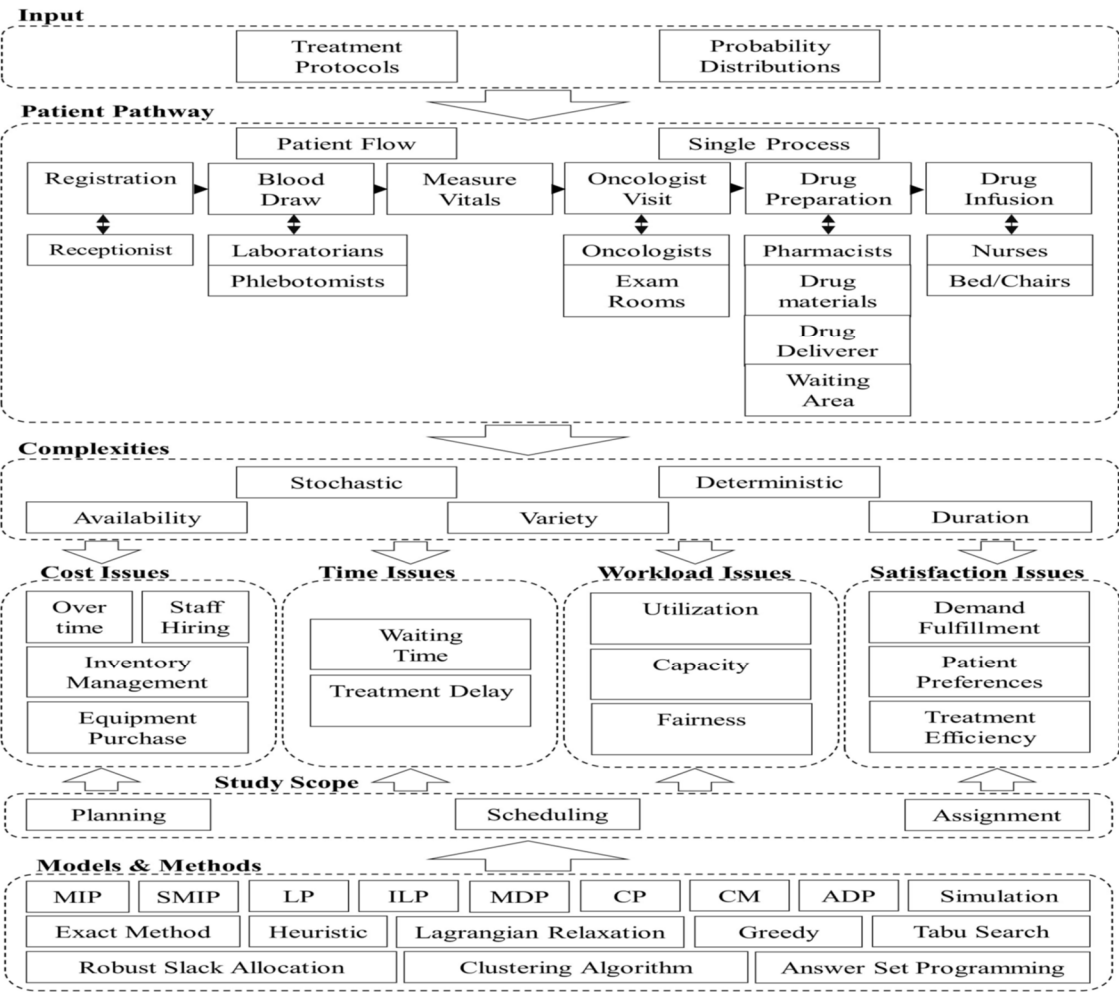 Input
Treatment
Protocols
Probability
Distributions
Patient Pathway
Patient Flow
Single Process
Registration
Blood
Draw
Measure
Vitals
Oncologist
Visit
Drug
Preparation
Drug
Infusion
Receptionist
Laboratorians
Phlebotomists
Oncologists
Exam
Rooms
Pharmacists
Drug
materials
Drug
Deliverer
Waiting
Area
Nurses
Bed/Chairs
Complexities
Stochastic
Deterministic
Availability
Variety
Duration
Cost Issues
Over
time
Staff
Hiring
Inventory
Management
Equipment
Purchase
Time Issues
Waiting
Time
Treatment Delay
Workload Issues
Utilization
Capacity
Fairness
Satisfaction Issues
Demand
Fulfillment
Patient
Preferences
Treatment
Efficiency
Study Scope
Planning
Scheduling
Assignment
Models & Methods
MIP
SMIP
LP
ILP
MDP
CP
CM
ADP
Simulation
Exact Method
Heuristic
Lagrangian Relaxation
Greedy
Tabu Search
Robust Slack Allocation
Clustering Algorithm
Answer Set Programming